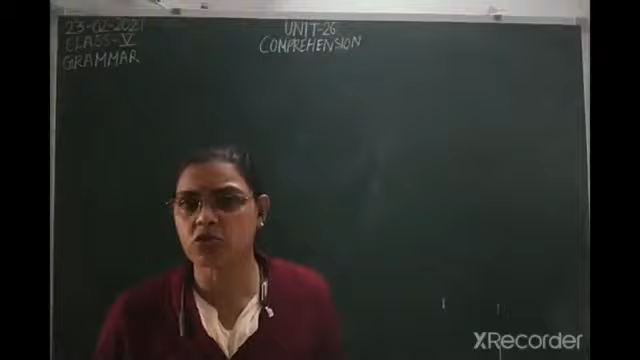 23-02-2021
CLASS-V
GRAMMAR
UNIT-26
COMPREHENSION
XRecorder